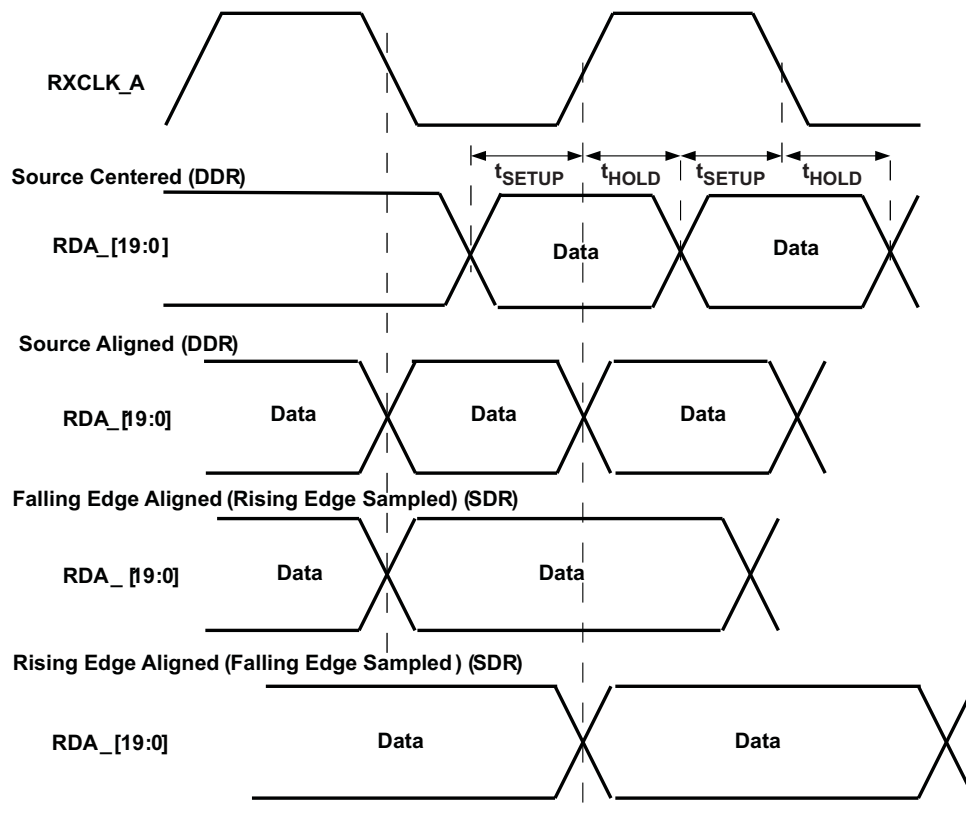 RXCLK_A
tSETUP tHOLD tSETUP tHOLD
Source Centered (DDR)
RDA_[19:0] Data Data
Source Aligned (DDR)
RDA_[19:0] Data Data Data
Falling Edge Aligned (Rising Edge Sampled) (SDR)
RDA_ [19:0] Data Data
Rising Edge Aligned (Falling Edge Sampled ) (SDR)
RDA_[19:0] Data Data